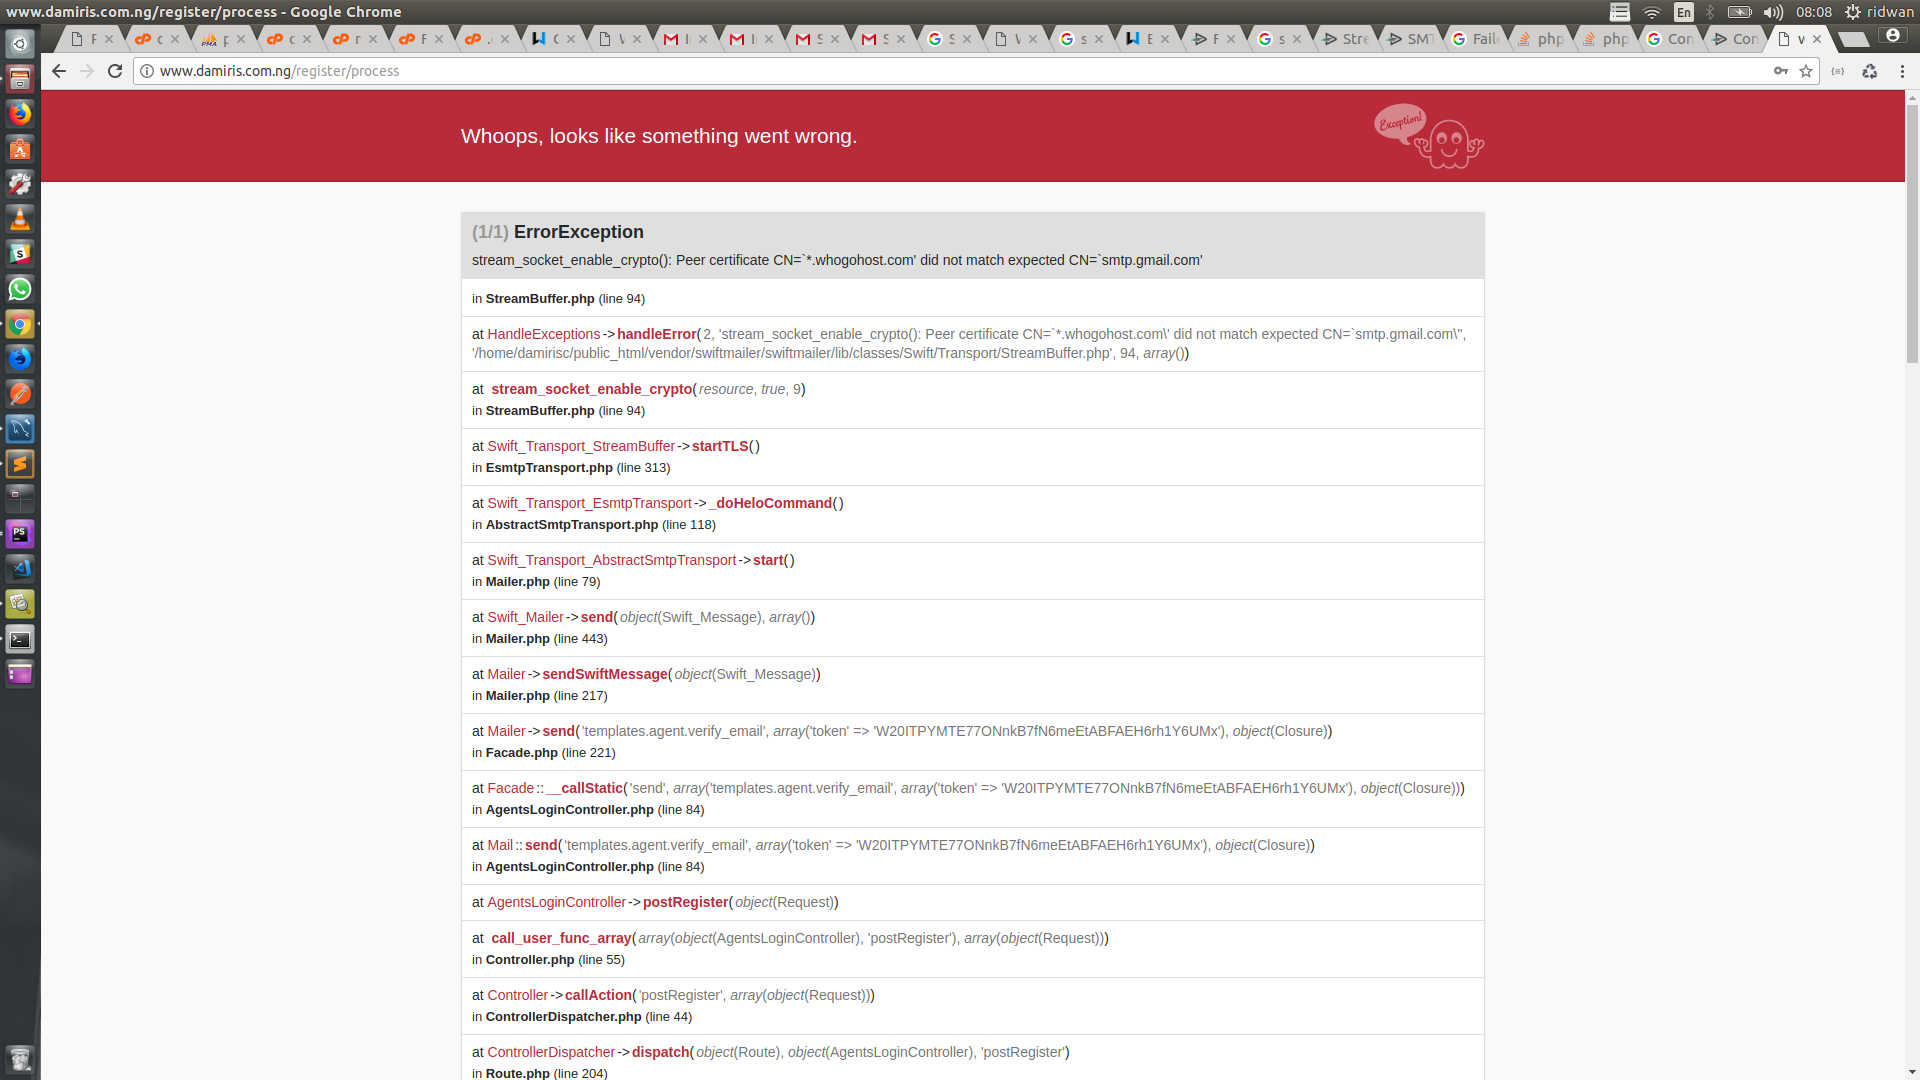 www.damiris.com.ng/register/process - Google Chrome
En
08:08
ridwan
php
php
Con
Con
www.damiris.com.ng/register/process
Whoops, looks like something went wrong.
Exception!
(1/1) ErrorException
stream_socket_enable_crypto(): Peer certificate CN=`*.whogohost.com' did not match expected CN=`smtp.gmail.com'
in StreamBuffer.php (line 94)
at HandleExceptions->handleError(2, 'stream_socket_enable_crypto(): Peer certificate CN=`*.whogohost.com\' did not match expected CN=`smtp.gmail.com\'',
'/home/damirisc/public_html/vendor/swiftmailer/swiftmailer/lib/classes/Swift/Transport/StreamBuffer.php', 94, array())
at stream_socket_enable_crypto(resource, true, 9)
in StreamBuffer.php (line 94)
at Swift_Transport_StreamBuffer->startTLS()
in EsmtpTransport.php (line 313)
at Swift_Transport_EsmtpTransport->_doHeloCommand()
in AbstractSmtpTransport.php (line 118)
at Swift_Transport_AbstractSmtpTransport->start()
in Mailer.php (line 79)
at Swift_Mailer->send(object(Swift_Message), array())
in Mailer.php (line 443)
at Mailer->sendSwiftMessage(object(Swift_Message))
in Mailer.php (line 217)
at Mailer->send('templates.agent.verify_email', array('token' => 'W20ITPYMTE77ONnkB7fN6meEtABFAEH6rh1Y6UMx'), object(Closure))
in Facade.php (line 221)
at Facade::__callStatic('send', array('templates.agent.verify_email', array('token' => 'W20ITPYMTE77ONnkB7fN6meEtABFAEH6rh1Y6UMx'), object(Closure)))
in AgentsLoginController.php (line 84)
at Mail::send('templates.agent.verify_email', array('token' => 'W20ITPYMTE77ONnkB7fN6meEtABFAEH6rh1Y6UMx'), object(Closure))
in AgentsLoginController.php (line 84)
at AgentsLoginController->postRegister(object(Request))
at call_user_func_array(array(object(AgentsLoginController), 'postRegister'), array(object(Request)))
in Controller.php (line 55)
at Controller->callAction('postRegister', array(object(Request)))
in ControllerDispatcher.php (line 44)
at ControllerDispatcher->dispatch(object(Route), object(AgentsLoginController), 'postRegister')
in Route.php (line 204)